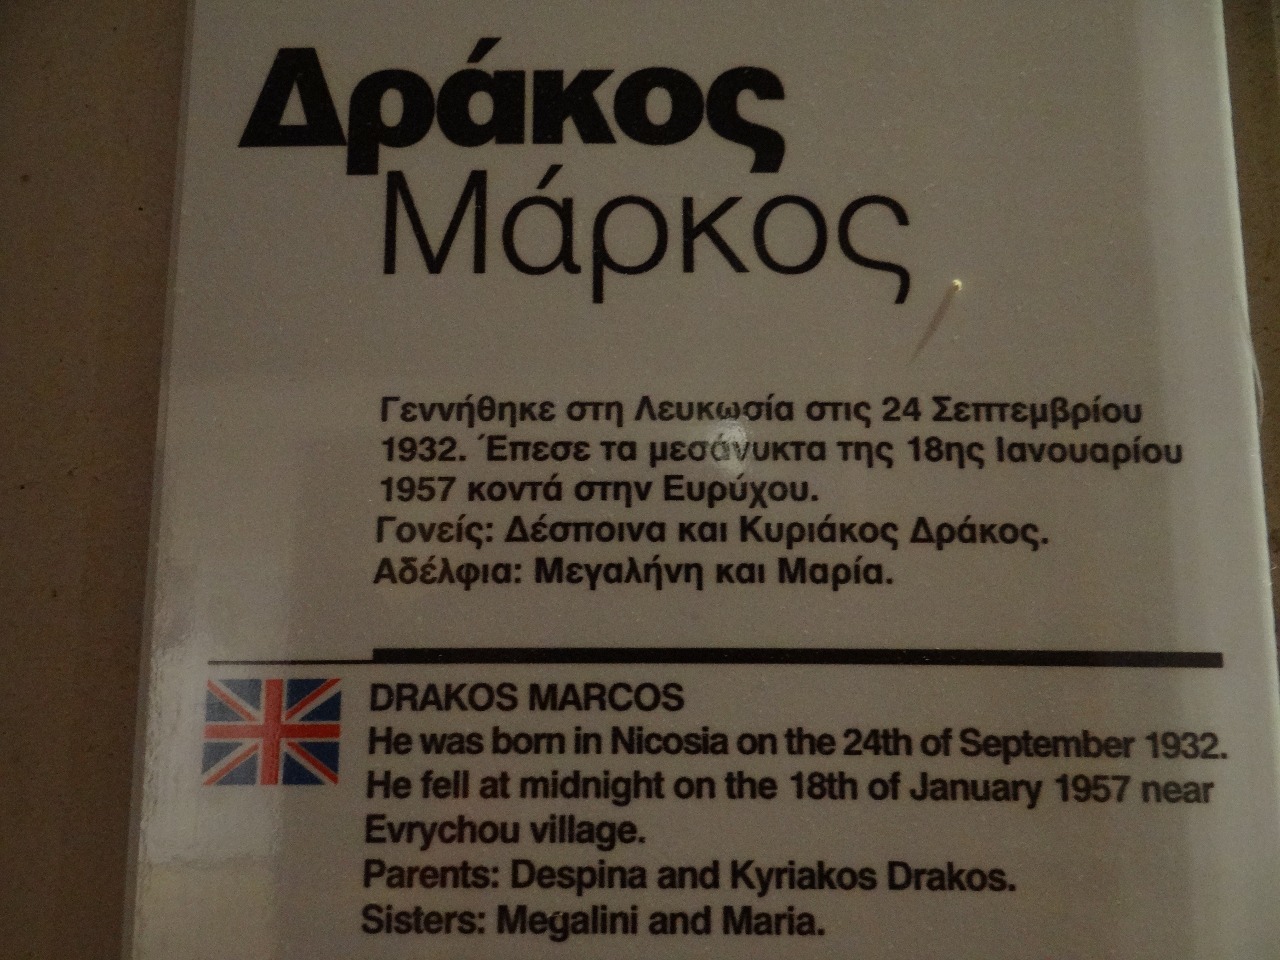 Δράκος
Μάρκος
Γεννήθηκε στη Λευκωσία στις 24 Σεπτεμβρίου
1932. Έπεσε τα μεσάνυκτα της 18ης Ιανουαρίου
1957 κοντά στην Ευρύχου.
Γονείς: Δέσποινα και Κυριάκος Δράκος.
Αδέλφια: Μεγαλήνη και Μαρία.
DRAKOS MARCOS
He was born in Nicosia on the 24th of September 1932.
He fell at midnight on the 18th of January 1957 near
Evrychou village.
Parents: Despina and Kyriakos Drakos.
Sisters: Megalini and Maria.